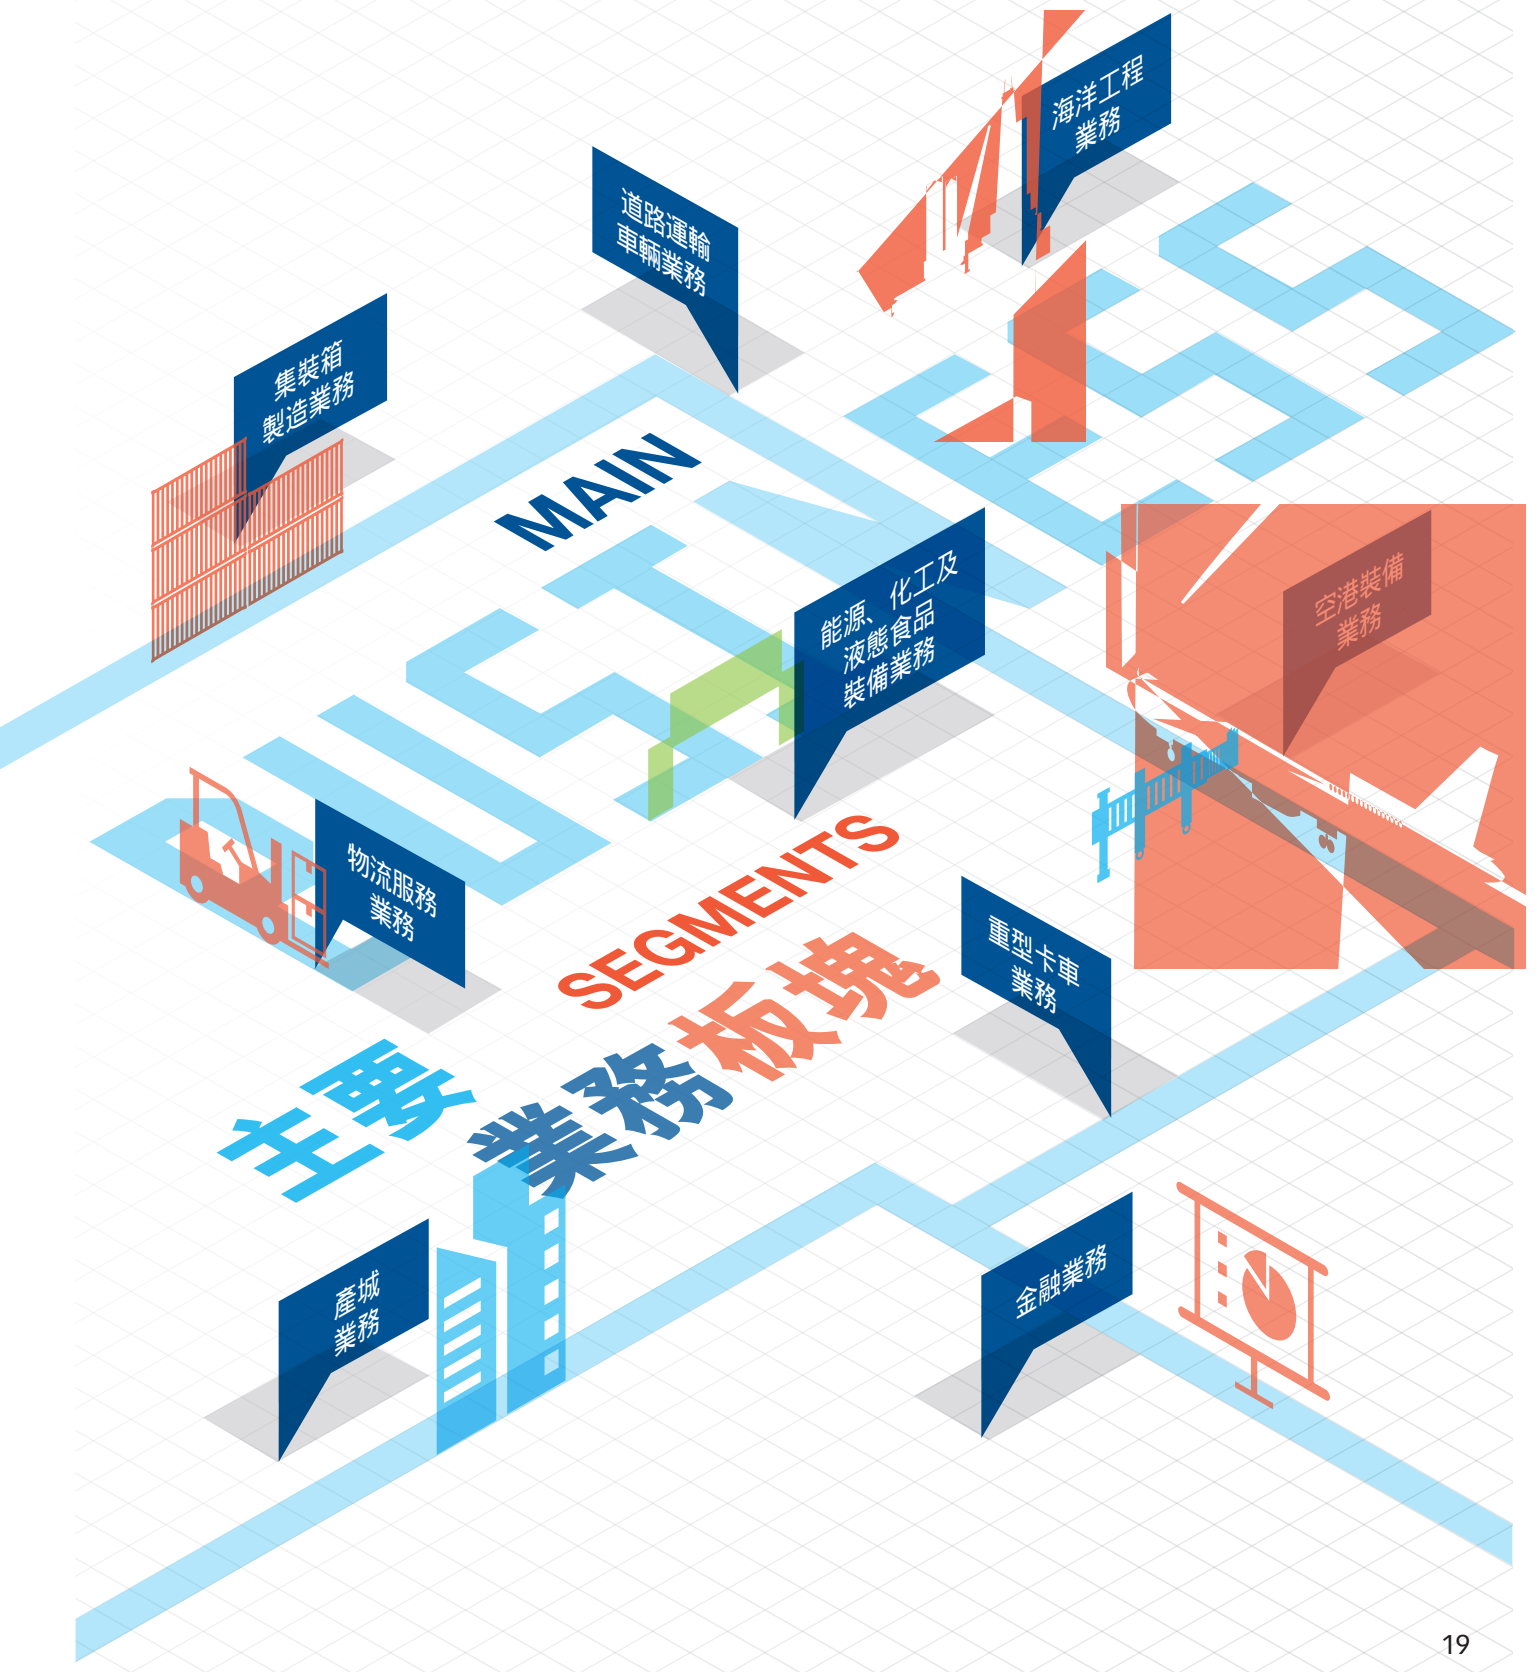 海洋工程
業務
道路運輸
車輛業務
集裝箱
製造業務
MAIN
BUSINESS
能源、化工及
液態食品
裝備業務
空港裝備
業務
SEGMENTS
物流服務
業務
重型卡車
業務
主要
業務板塊
產城
業務
金融業務
19